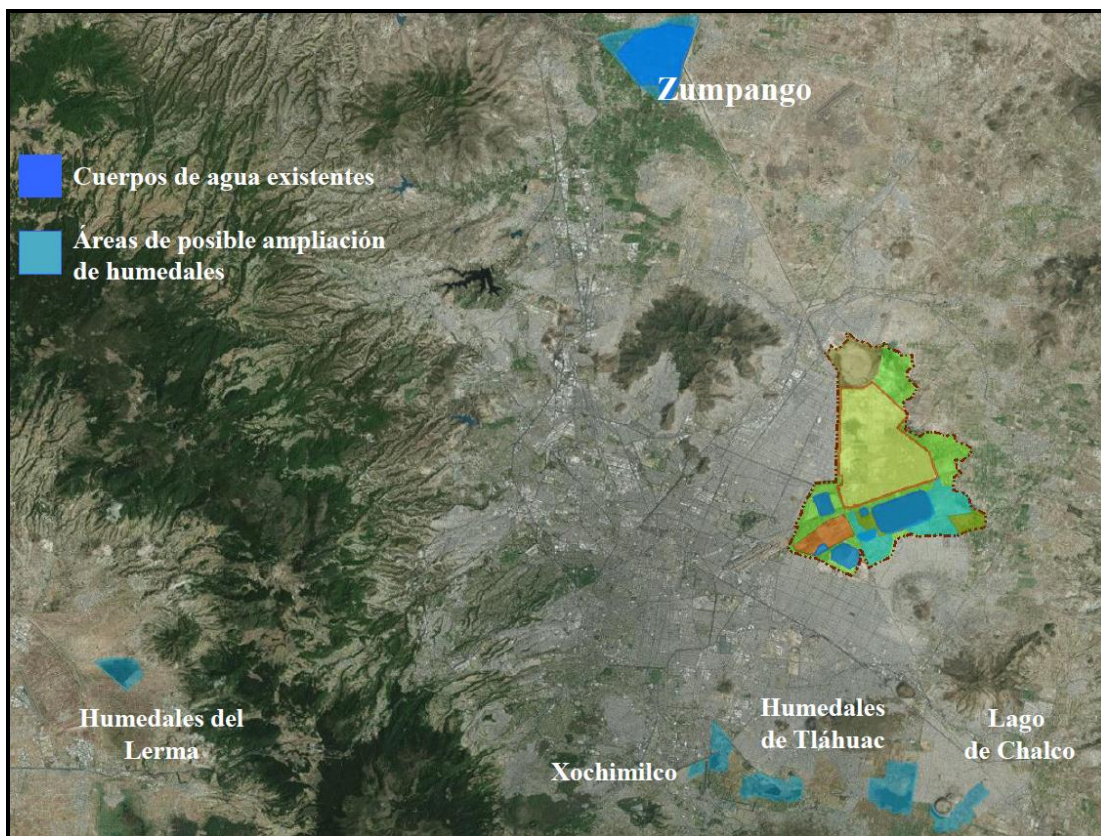 Zumpango
Cuerpos de agua existentes
Áreas de posible ampliación
de humedales
Humedales del
Lerma
Xochimilco
Humedales
de Tláhuac
Lago
de Chalco